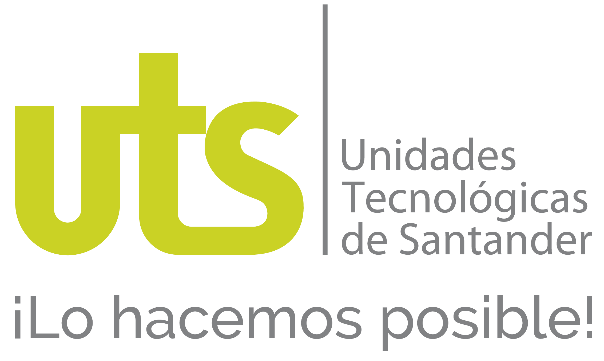 uts
Unidades
Tecnológicas
de Santander
¡Lo hacemos posible!